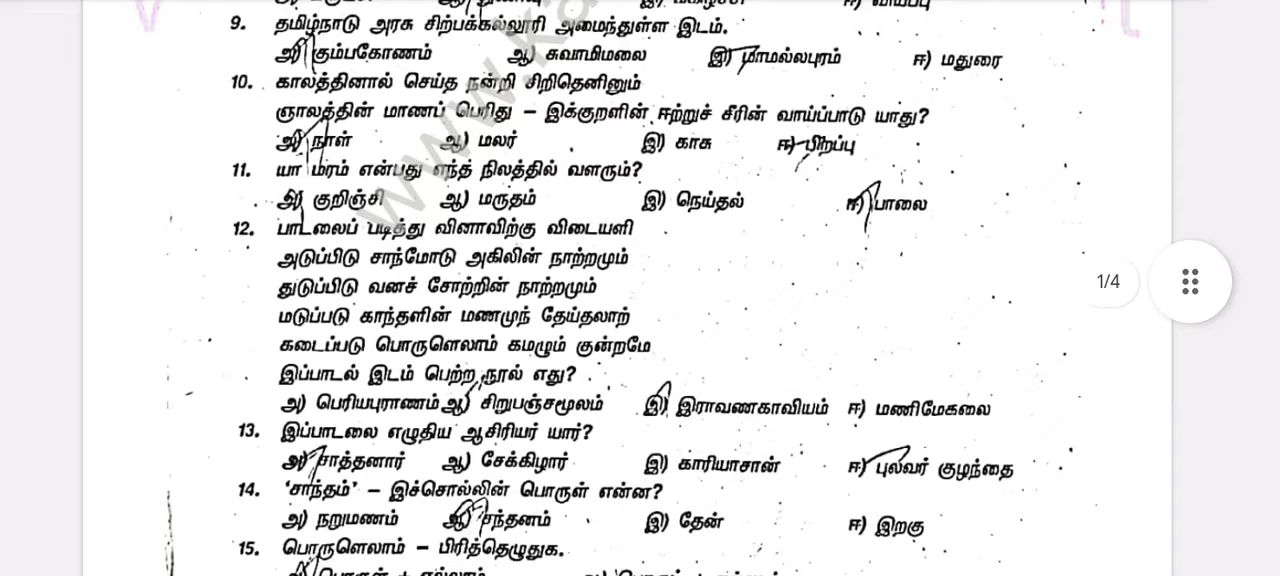 9. தமிழ்நாடு அரசு சிற்பக்கல்லூரி அமைந்துள்ள இடம்.
அ) கும்பகோணம் ஆ) சுவாமிமலை இ) மாமல்லபுரம் ஈ) மதுரை
10. காலத்தினால் செய்த நன்றி சிறிதெனினும்
ஞாலத்தின் மாணப் பெரிது – இக்குறளின் ஈற்றுச் சீரின் வாய்ப்பாடு யாது?
அ) நாள் ஆ) மலர் இ) காசு ஈ) பிறப்பு
11. யா மரம் என்பது எந்த நிலத்தில் வளரும்?
அ) குறிஞ்சி ஆ) மருதம் இ) நெய்தல் ஈ) பாலை
12. பாடலைப் படித்து வினாவிற்கு விடையளி
அடுப்பிடு சாந்மோடு அகிலின் நாற்றமும்
துடுப்பிடு வனச் சோற்றின் நாற்றமும்
மடுப்படு காந்தளின் மணமுந் தேய்தலாற்
கடைப்படு பொருளெலாம் கமழும் குன்றமே
இப்பாடல் இடம் பெற்ற நூல் எது?
அ) பெரியபுராணம் ஆ) சிறுபஞ்சமூலம் இ) இராவணகாவியம் ஈ) மணிமேகலை
13. இப்பாடலை எழுதிய ஆசிரியர் யார்?
அ) சாத்தனார் ஆ) சேக்கிழார் இ) காரியாசான் ஈ) புலவர் குழந்தை
14. ‘சாந்தம்’ – இச்சொல்லின் பொருள் என்ன?
அ) நறுமணம் ஆ) சந்தனம் இ) தேன் ஈ) இறகு
15. பொருளெலாம் – பிரித்தெழுதுக.
1/4